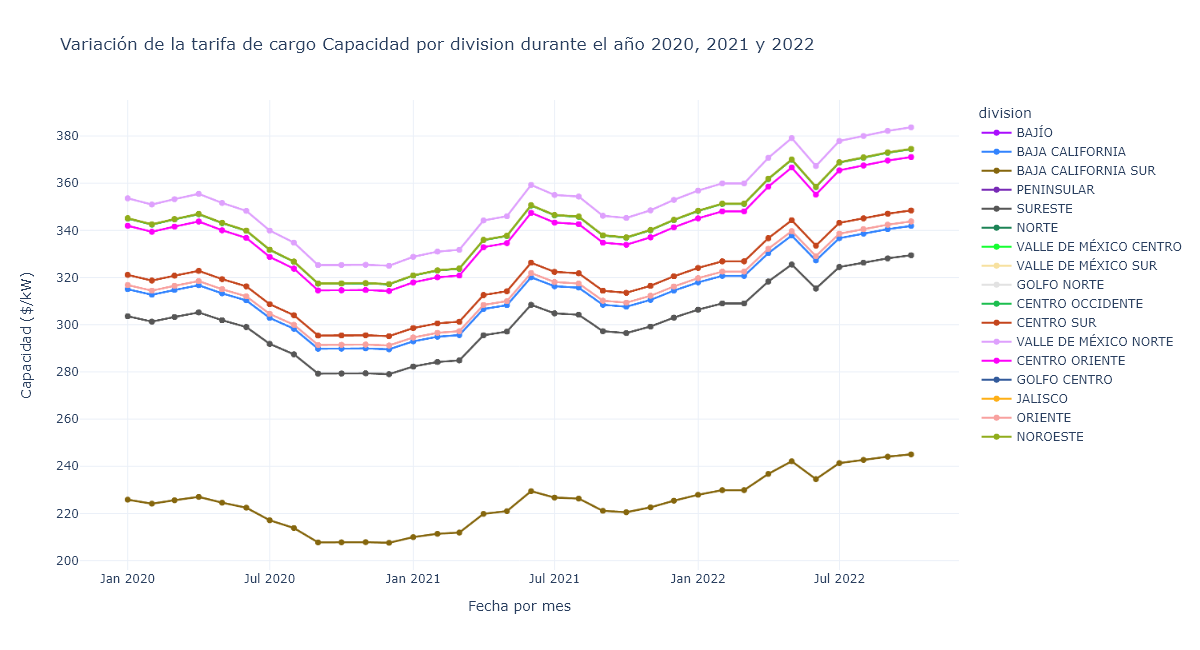 Variación de la tarifa de cargo Capacidad por division durante el año 2020, 2021 y 2022
division
BAJÍO
BAJA CALIFORNIA
BAJA CALIFORNIA SUR
PENINSULAR
SURESTE
NORTE
VALLE DE MÉXICO CENTRO
VALLE DE MÉXICO SUR
GOLFO NORTE
CENTRO OCCIDENTE
CENTRO SUR
VALLE DE MÉXICO NORTE
CENTRO ORIENTE
GOLFO CENTRO
JALISCO
ORIENTE
NOROESTE
Capacidad ($/kW)
380
360
340
320
300
280
260
240
220
200
Jan 2020
Jul 2020
Jan 2021
Jul 2021
Jan 2022
Jul 2022
Fecha por mes